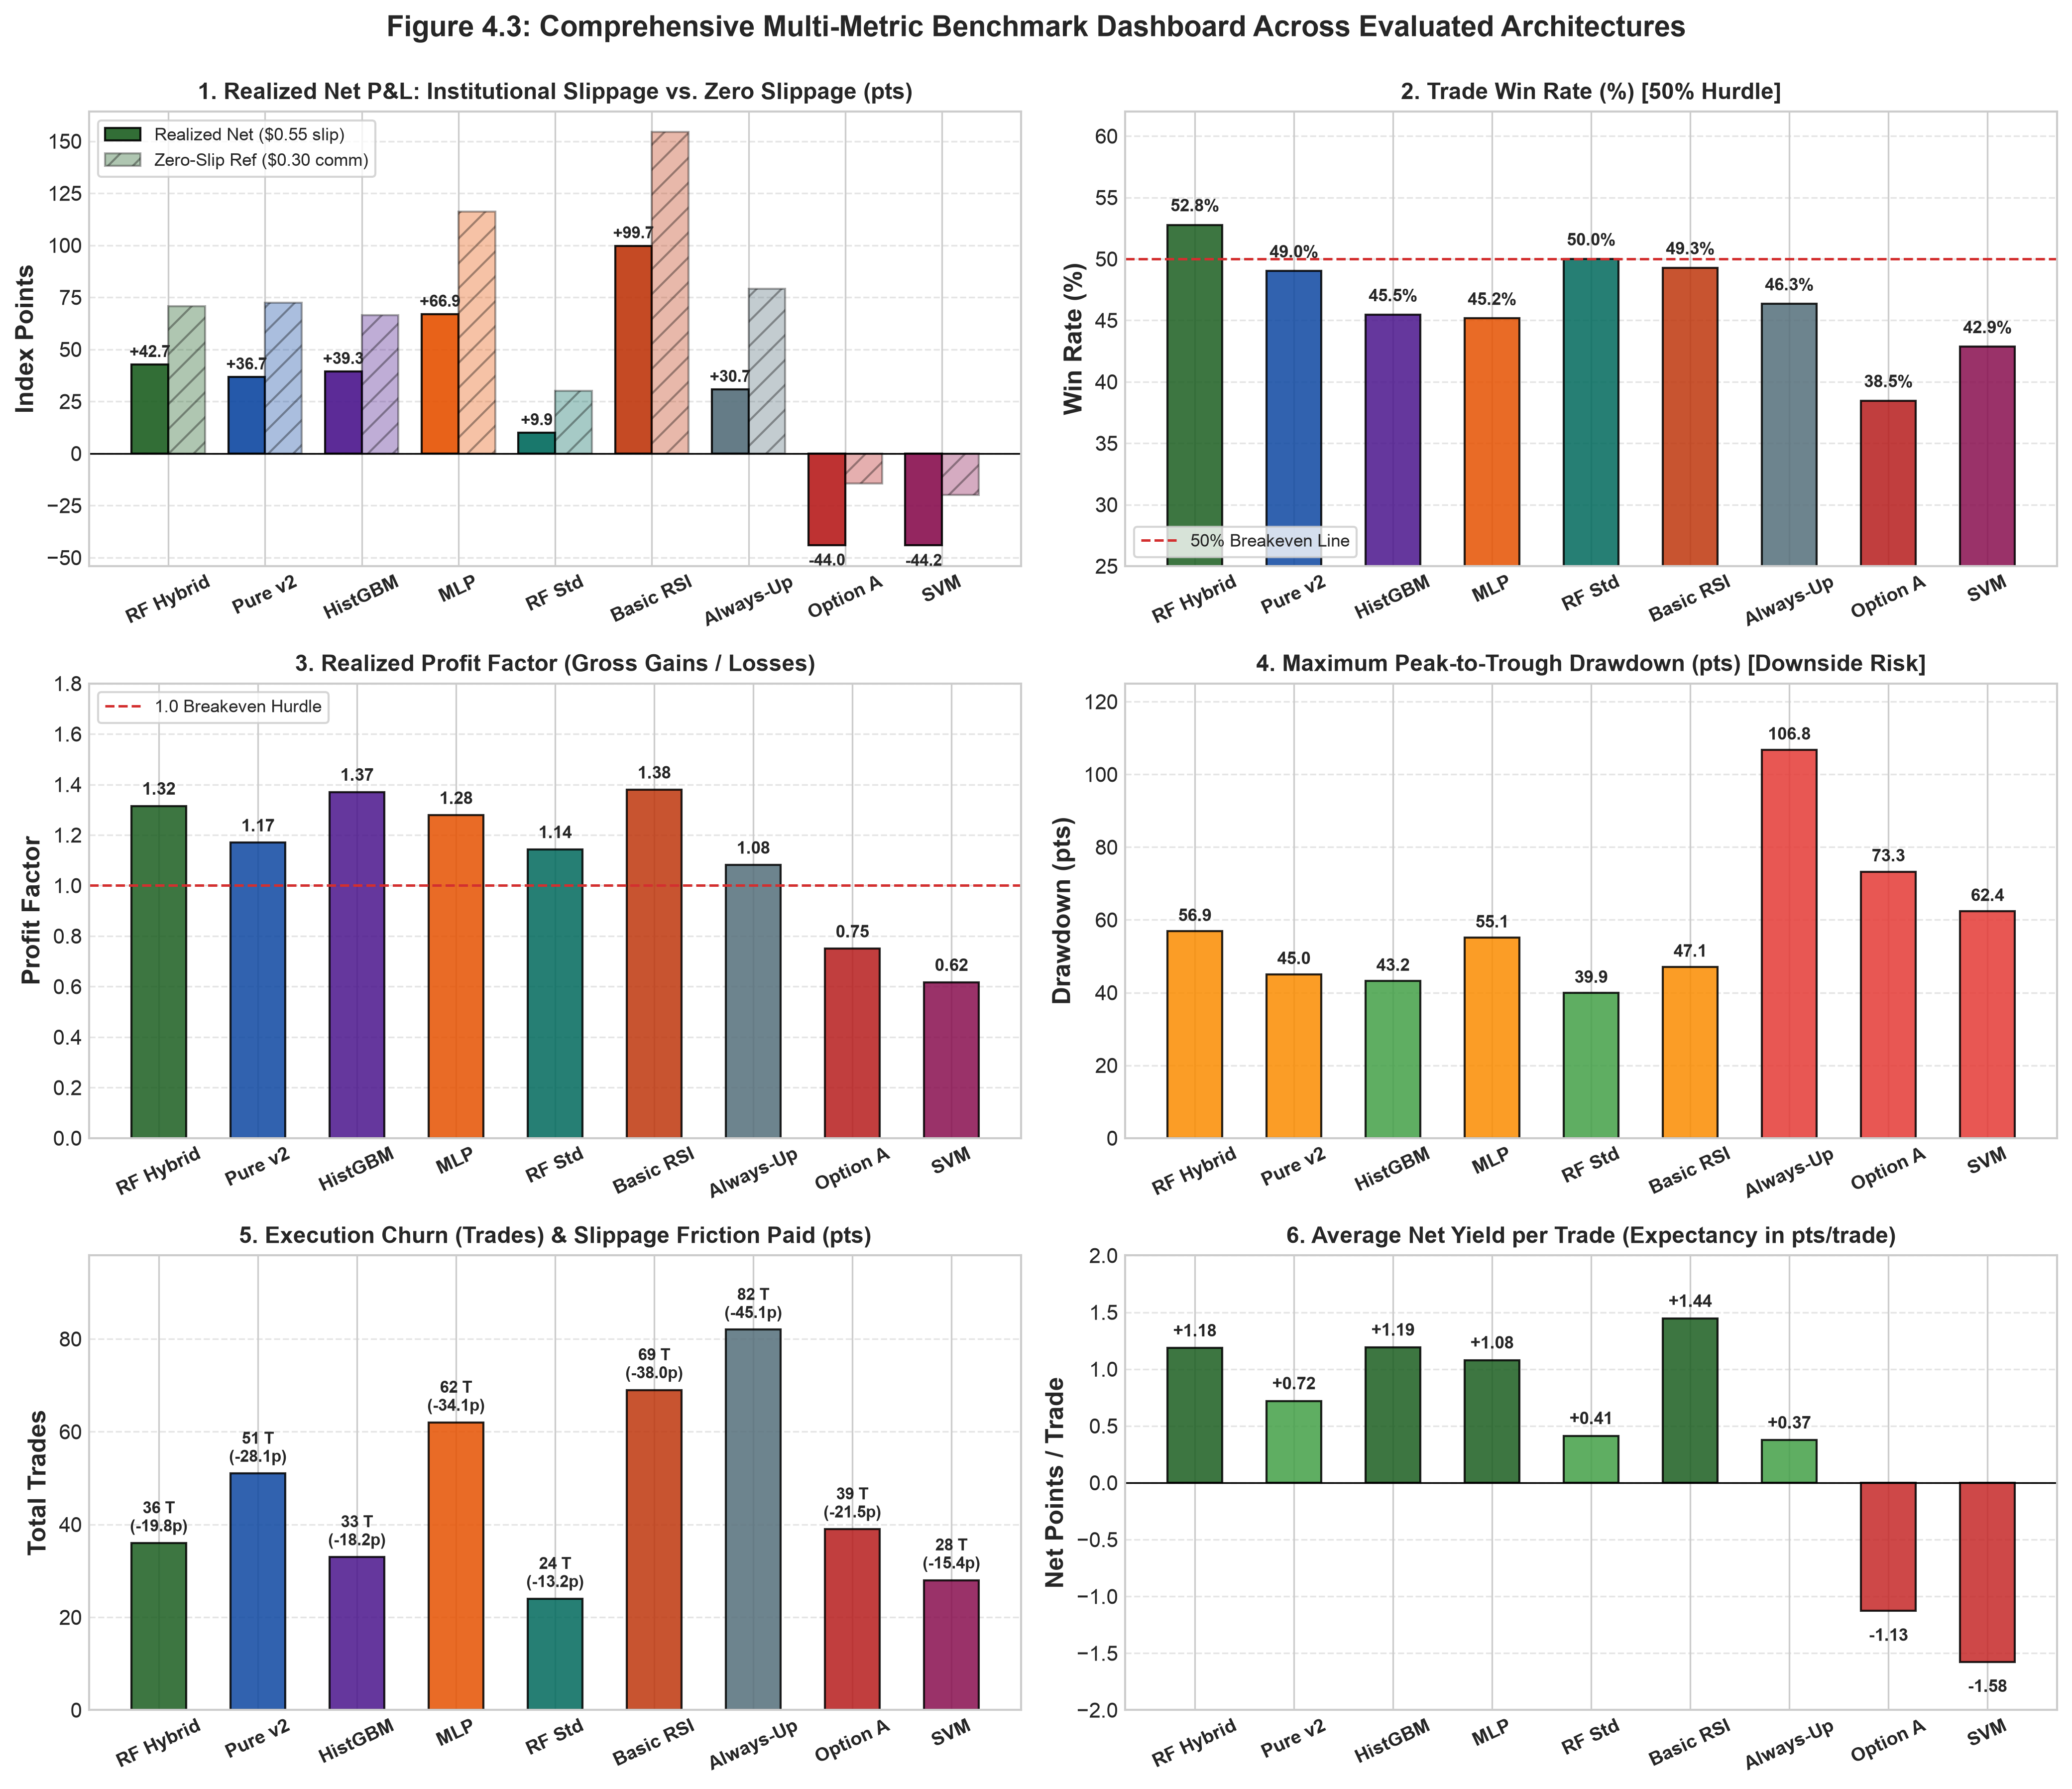 Figure 4.3: Comprehensive Multi-Metric Benchmark Dashboard Across Evaluated Architectures
1. Realized Net P&L: Institutional Slippage vs. Zero Slippage (pts)
Realized Net ($0.55 slip)
Zero-Slip Ref ($0.30 comm)
Index Points
150
125
100
75
50
25
0
−25
−50
+42.7
+36.7
+39.3
+66.9
+9.9
+99.7
+30.7
-44.0
-44.2
RF Hybrid
Pure v2
HistGBM
MLP
RF Std
Basic RSI
Always-Up
Option A
SVM
2. Trade Win Rate (%) [50% Hurdle]
Win Rate (%)
60
55
50
45
40
35
30
25
52.8%
49.0%
45.5%
45.2%
50.0%
49.3%
46.3%
38.5%
42.9%
50% Breakeven Line
RF Hybrid
Pure v2
HistGBM
MLP
RF Std
Basic RSI
Always-Up
Option A
SVM
3. Realized Profit Factor (Gross Gains / Losses)
1.0 Breakeven Hurdle
Profit Factor
1.8
1.6
1.4
1.2
1.0
0.8
0.6
0.4
0.2
0.0
1.32
1.17
1.37
1.28
1.14
1.38
1.08
0.75
0.62
RF Hybrid
Pure v2
HistGBM
MLP
RF Std
Basic RSI
Always-Up
Option A
SVM
4. Maximum Peak-to-Trough Drawdown (pts) [Downside Risk]
Drawdown (pts)
120
100
80
60
40
20
0
56.9
45.0
43.2
55.1
39.9
47.1
106.8
73.3
62.4
RF Hybrid
Pure v2
HistGBM
MLP
RF Std
Basic RSI
Always-Up
Option A
SVM
5. Execution Churn (Trades) & Slippage Friction Paid (pts)
Total Trades
80
60
40
20
0
36 T
(-19.8p)
51 T
(-28.1p)
33 T
(-18.2p)
62 T
(-34.1p)
24 T
(-13.2p)
69 T
(-38.0p)
82 T
(-45.1p)
39 T
(-21.5p)
28 T
(-15.4p)
RF Hybrid
Pure v2
HistGBM
MLP
RF Std
Basic RSI
Always-Up
Option A
SVM
6. Average Net Yield per Trade (Expectancy in pts/trade)
Net Points / Trade
2.0
1.5
1.0
0.5
0.0
−0.5
−1.0
−1.5
−2.0
+1.18
+0.72
+1.19
+1.08
+0.41
+1.44
+0.37
-1.13
-1.58
RF Hybrid
Pure v2
HistGBM
MLP
RF Std
Basic RSI
Always-Up
Option A
SVM